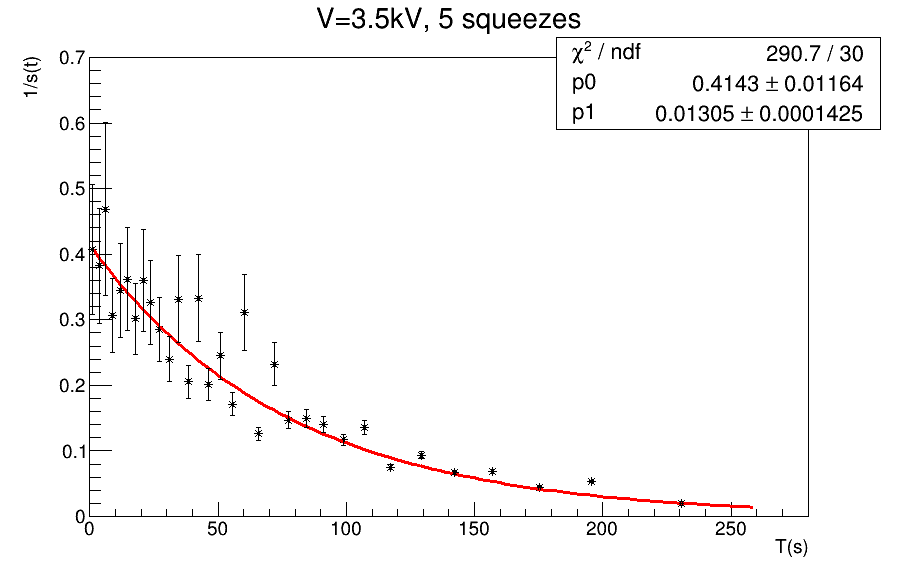 V=3.5kV, 5 squeezes
χ² / ndf 290.7 / 30
p0 0.4143 ± 0.01164
p1 0.01305 ± 0.0001425
1/s(t)
0.7
0.6
0.5
0.4
0.3
0.2
0.1
0
0 50 100 150 200 250
T(s)